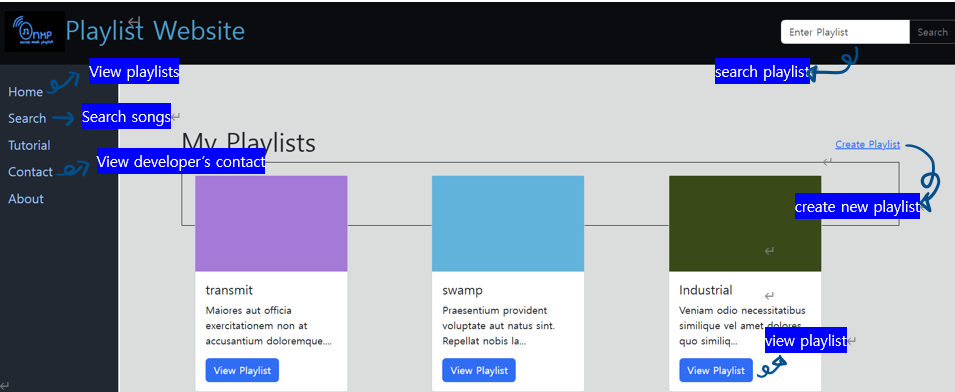 ONMP
Playlist Website
Enter Playlist
Search
View playlists
search playlist
Home
Search
Search songs
Tutorial
My Playlists
Create Playlist
View developer's contact
Contact
About
create new playlist
transmit
Maiores aut officia
exercitationem non at
accusantium doloremque....
View Playlist
swamp
Praesentium provident
voluptate aut natus sint.
Repellat nobis la...
View Playlist
Industrial
Veniam odio necessitatibus
similique vel amet dolores
quo similiq...
view playlist
View Playlist